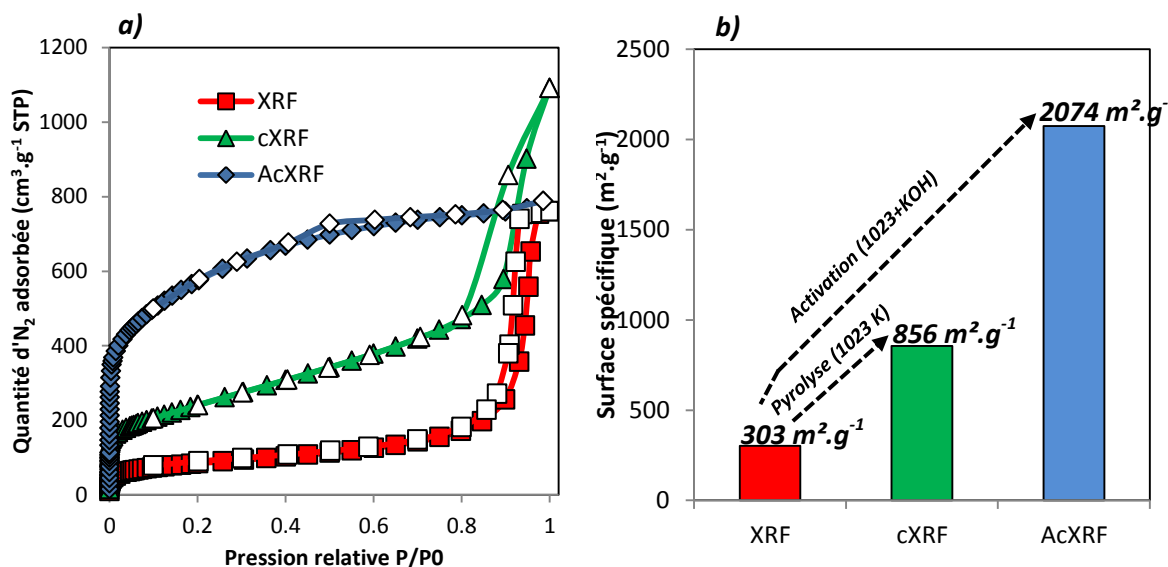 a)
1200
1000
800
600
400
200
0
Quantité d'N₂ adsorbée (cm³.g⁻¹ STP)
XRF
cXRF
AcXRF
0 0.2 0.4 0.6 0.8 1
Pression relative P/P0
b)
2500
2000
1500
1000
500
0
Surface spécifique (m².g⁻¹)
2074 m².g⁻
Activation (1023+KOH)
Pyrolyse (1023 K)
856 m².g⁻¹
303 m².g⁻¹
XRF cXRF AcXRF